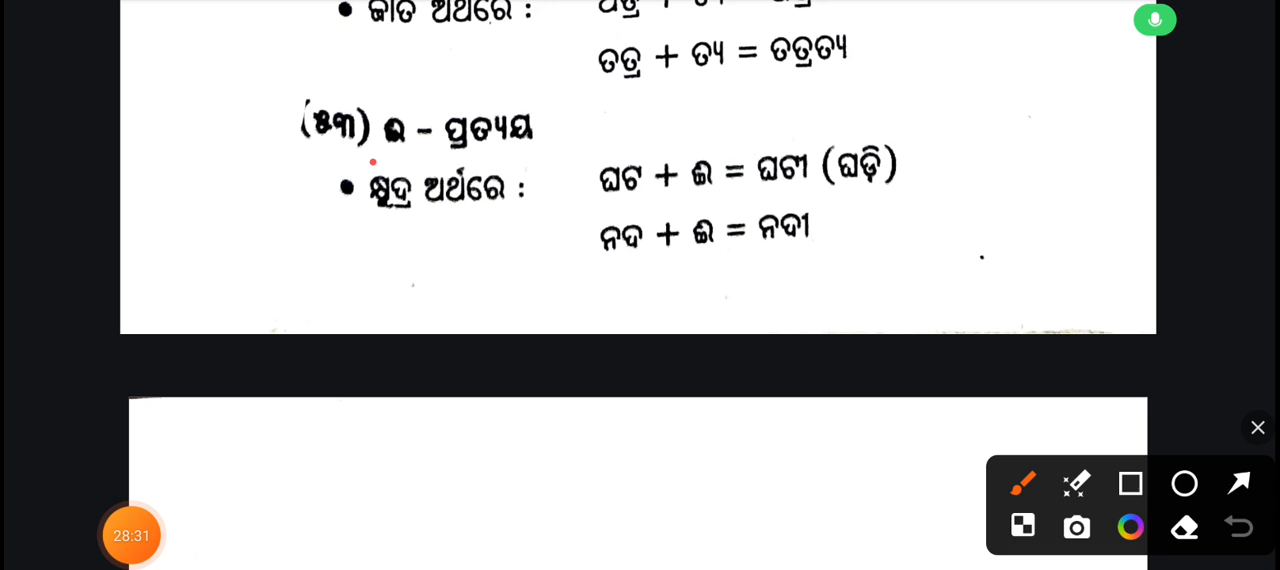 ଜାତ ଅର୍ଥରେ :
ତତ୍ର + ତ୍ୟ = ତତ୍ରତ୍ୟ
(୫୩) ଈ - ପ୍ରତ୍ୟୟ
• କ୍ଷୁଦ୍ର ଅର୍ଥରେ : ଘଟ + ଈ = ଘଟୀ (ଘଡ଼ି)
ନଦ + ଈ = ନଦୀ
28:31